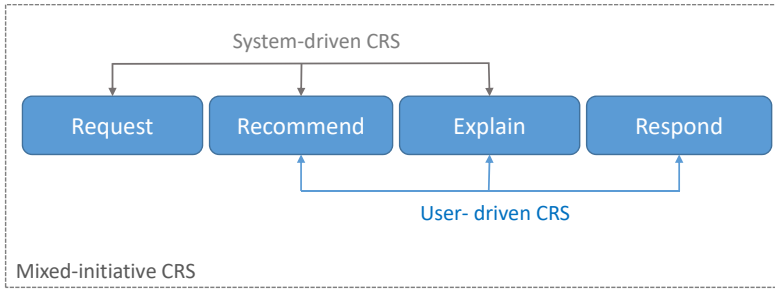 System-driven CRS
Request
Recommend
Explain
Respond
User- driven CRS
Mixed-initiative CRS